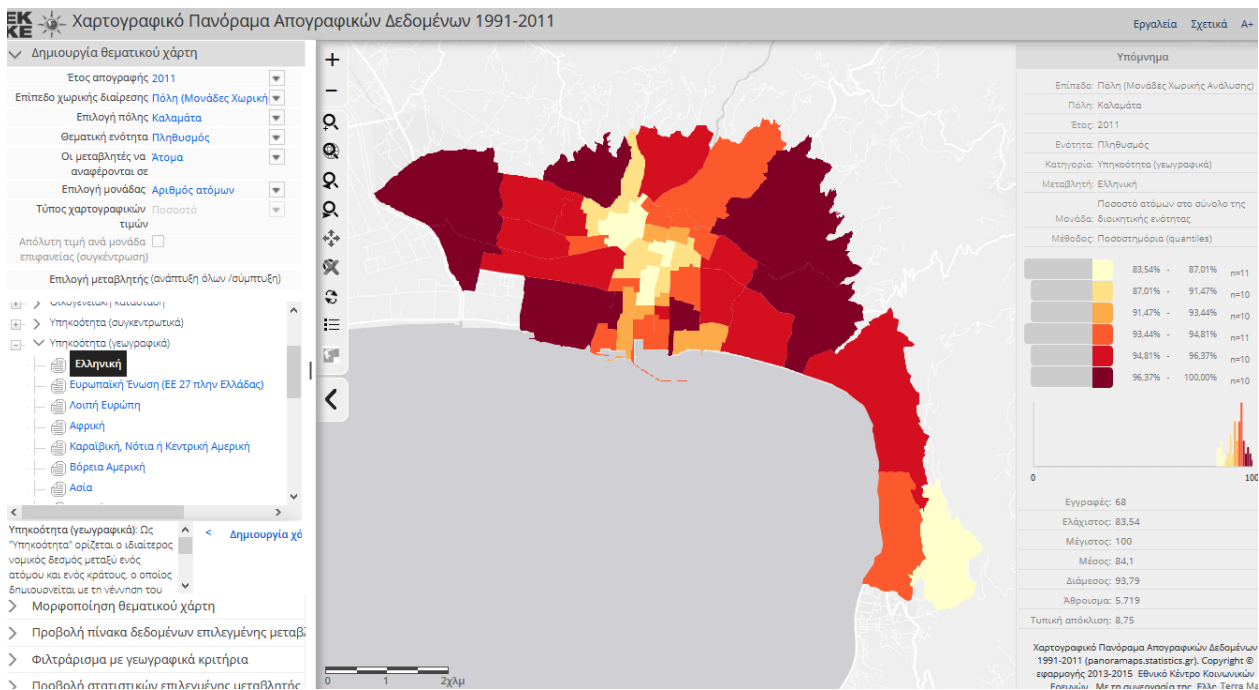 ΕΚ
ΚΕ
Χαρτογραφικό Πανόραμα Απογραφικών Δεδομένων 1991-2011
Εργαλεία Σχετικά A+
Δημιουργία θεματικού χάρτη
Έτος απογραφής 2011
Επίπεδο χωρικής διαίρεσης Πόλη (Μονάδες Χωρική
Επιλογή πόλης Καλαμάτα
Θεματική ενότητα Πληθυσμός
Οι μεταβλητές να Άτομα
αναφέρονται σε
Επιλογή μονάδας Αριθμός ατόμων
Τύπος χαρτογραφικών Ποσοστό
τιμών
Απόλυτη τιμή ανά μονάδα
επιφανείας (συγκέντρωση)
Επιλογή μεταβλητής (ανάπτυξη όλων /σύμπτυξη)
Οικογενειακή κατάσταση
Υπηκοότητα (συγκεντρωτικά)
Υπηκοότητα (γεωγραφικά)
Ελληνική
Ευρωπαϊκή Ένωση (ΕΕ 27 πλην Ελλάδας)
Λοιπή Ευρώπη
Αφρική
Καραϊβική, Νότια ή Κεντρική Αμερική
Βόρεια Αμερική
Ασία
Υπηκοότητα (γεωγραφικά): Ως
"Υπηκοότητα" ορίζεται ο ιδιαίτερος
νομικός δεσμός μεταξύ ενός
ατόμου και ενός κράτους, ο οποίος
δημιουργείται με τη γέννηση του
< Δημιουργία χά
Μορφοποίηση θεματικού χάρτη
Προβολή πίνακα δεδομένων επιλεγμένης μεταβ
Φιλτράρισμα με γεωγραφικά κριτήρια
Προβολή στατιστικών επιλεγμένης μεταβλητής
0 1 2χλμ
Υπόμνημα
Επίπεδο: Πόλη (Μονάδες Χωρικής Ανάλυσης)
Πόλη: Καλαμάτα
Έτος: 2011
Ενότητα: Πληθυσμός
Κατηγορία: Υπηκοότητα (γεωγραφικά)
Μεταβλητή: Ελληνική
Ποσοστό ατόμων στο σύνολο της
Μονάδα: διοικητικής ενότητας
Μέθοδος: Ποσοστημόρια (quantiles)
83,54% - 87,01% n=11
87,01% - 91,47% n=10
91,47% - 93,44% n=10
93,44% - 94,81% n=11
94,81% - 96,37% n=10
96,37% - 100,00% n=10
0 100
Εγγραφές: 68
Ελάχιστος: 83,54
Μέγιστος: 100
Μέσος: 84,1
Διάμεσος: 93,79
Άθροισμα: 5.719
Τυπική απόκλιση: 8,75
Χαρτογραφικό Πανόραμα Απογραφικών Δεδομένων
1991-2011 (panoramaps.statistics.gr). Copyright ©
εφαρμογής 2013-2015 Εθνικό Κέντρο Κοινωνικών
Ερευνών. Με τη συνεργασία της Ελλ. Terra Ma